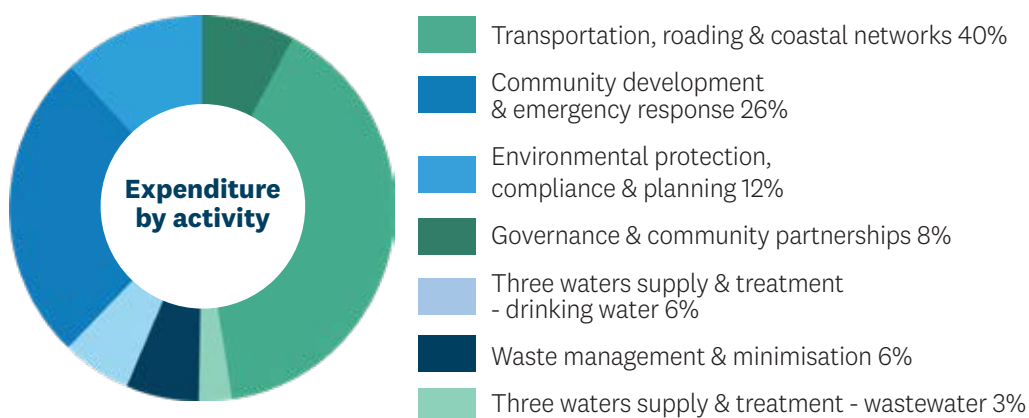 Expenditure
by activity
Transportation, roading & coastal networks 40%
Community development
& emergency response 26%
Environmental protection,
compliance & planning 12%
Governance & community partnerships 8%
Three waters supply & treatment
- drinking water 6%
Waste management & minimisation 6%
Three waters supply & treatment - wastewater 3%